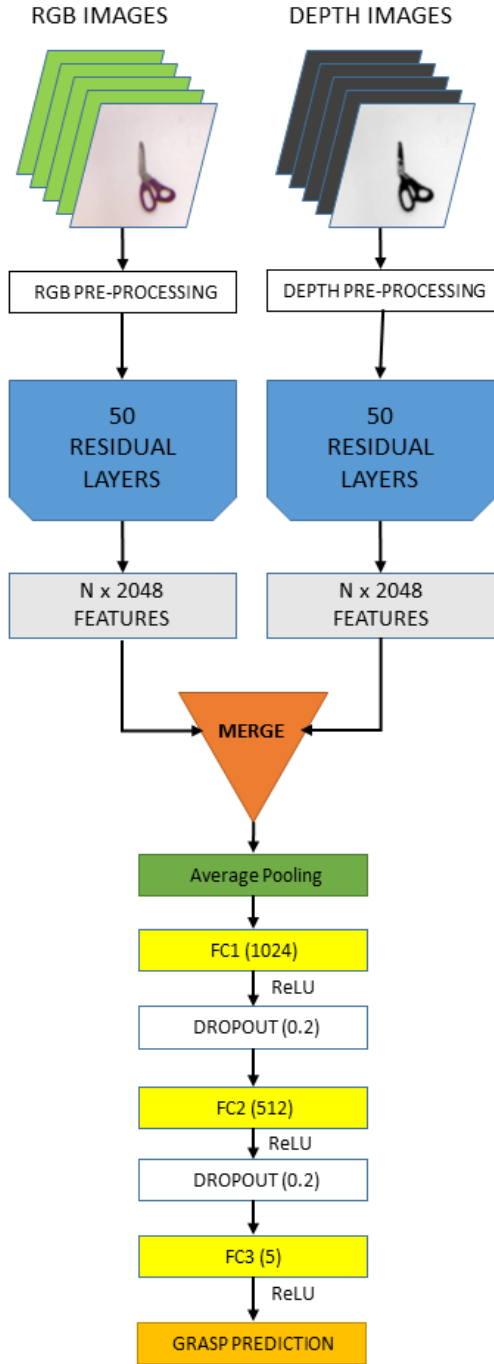 RGB IMAGES
DEPTH IMAGES
RGB PRE-PROCESSING
DEPTH PRE-PROCESSING
50
RESIDUAL
LAYERS
50
RESIDUAL
LAYERS
N x 2048
FEATURES
N x 2048
FEATURES
MERGE
Average Pooling
FC1 (1024)
ReLU
DROPOUT (0.2)
FC2 (512)
ReLU
DROPOUT (0.2)
FC3 (5)
ReLU
GRASP PREDICTION